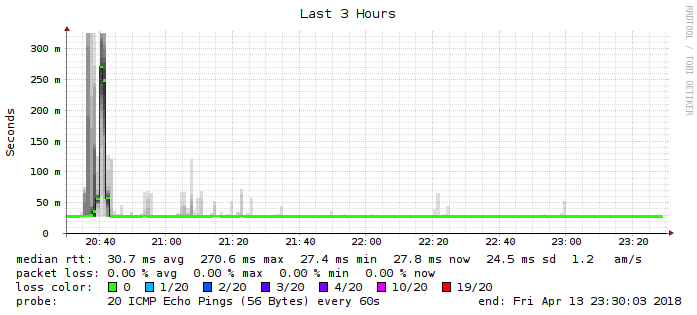 Last 3 Hours
RRDTOOL / TOBI OETIKER
Seconds
300 m
250 m
200 m
150 m
100 m
50 m
0
20:40 21:00 21:20 21:40 22:00 22:20 22:40 23:00 23:20
median rtt: 30.7 ms avg 270.6 ms max 27.4 ms min 27.8 ms now 24.5 ms sd 1.2 am/s
packet loss: 0.00 % avg 0.00 % max 0.00 % min 0.00 % now
loss color: 0 1/20 2/20 3/20 4/20 10/20 19/20
probe: 20 ICMP Echo Pings (56 Bytes) every 60s end: Fri Apr 13 23:30:03 2018